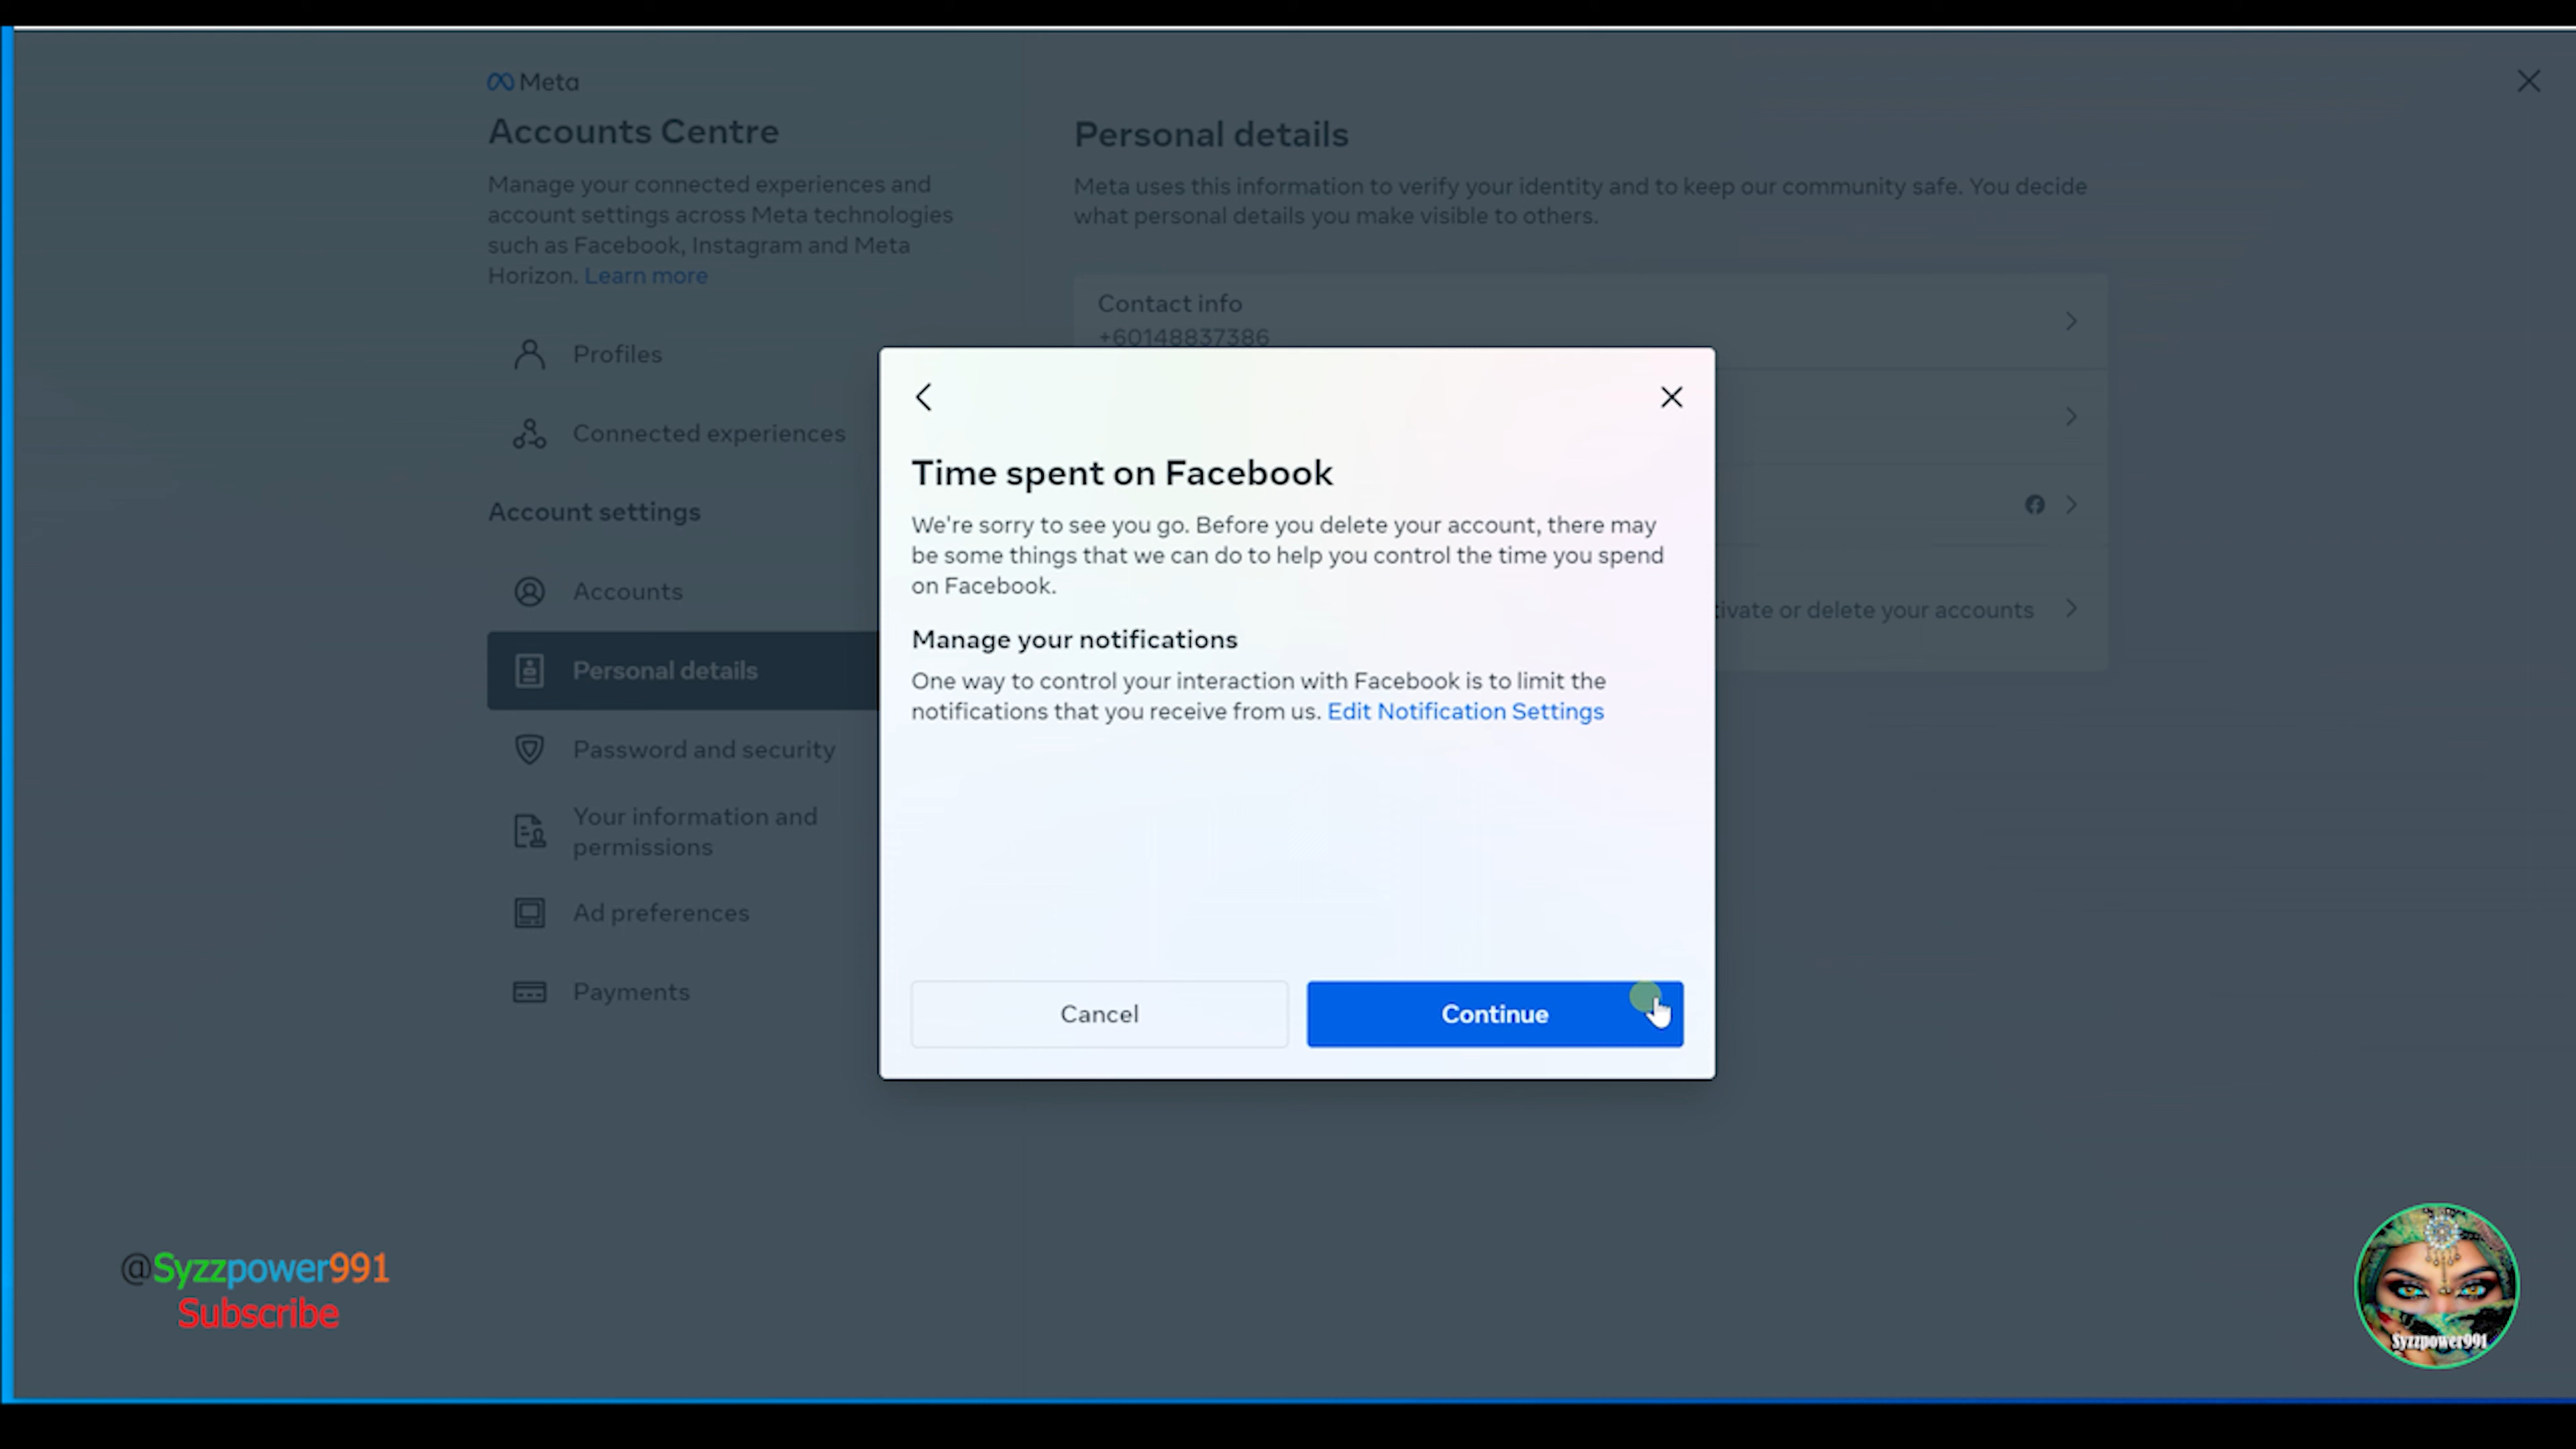 Meta
Accounts Centre
Manage your connected experiences and
account settings across Meta technologies
such as Facebook, Instagram and Meta
Horizon. Learn more
Profiles
Connected experiences
Account settings
Accounts
Personal details
Password and security
Your information and
permissions
Ad preferences
Payments
Personal details
Meta uses this information to verify your identity and to keep our community safe. You decide
what personal details you make visible to others.
Contact info
+60148837386
ivate or delete your accounts
Time spent on Facebook
We're sorry to see you go. Before you delete your account, there may
be some things that we can do to help you control the time you spend
on Facebook.
Manage your notifications
One way to control your interaction with Facebook is to limit the
notifications that you receive from us. Edit Notification Settings
Cancel
Continue
@Syzzpower991
Subscribe
Syzzpower991